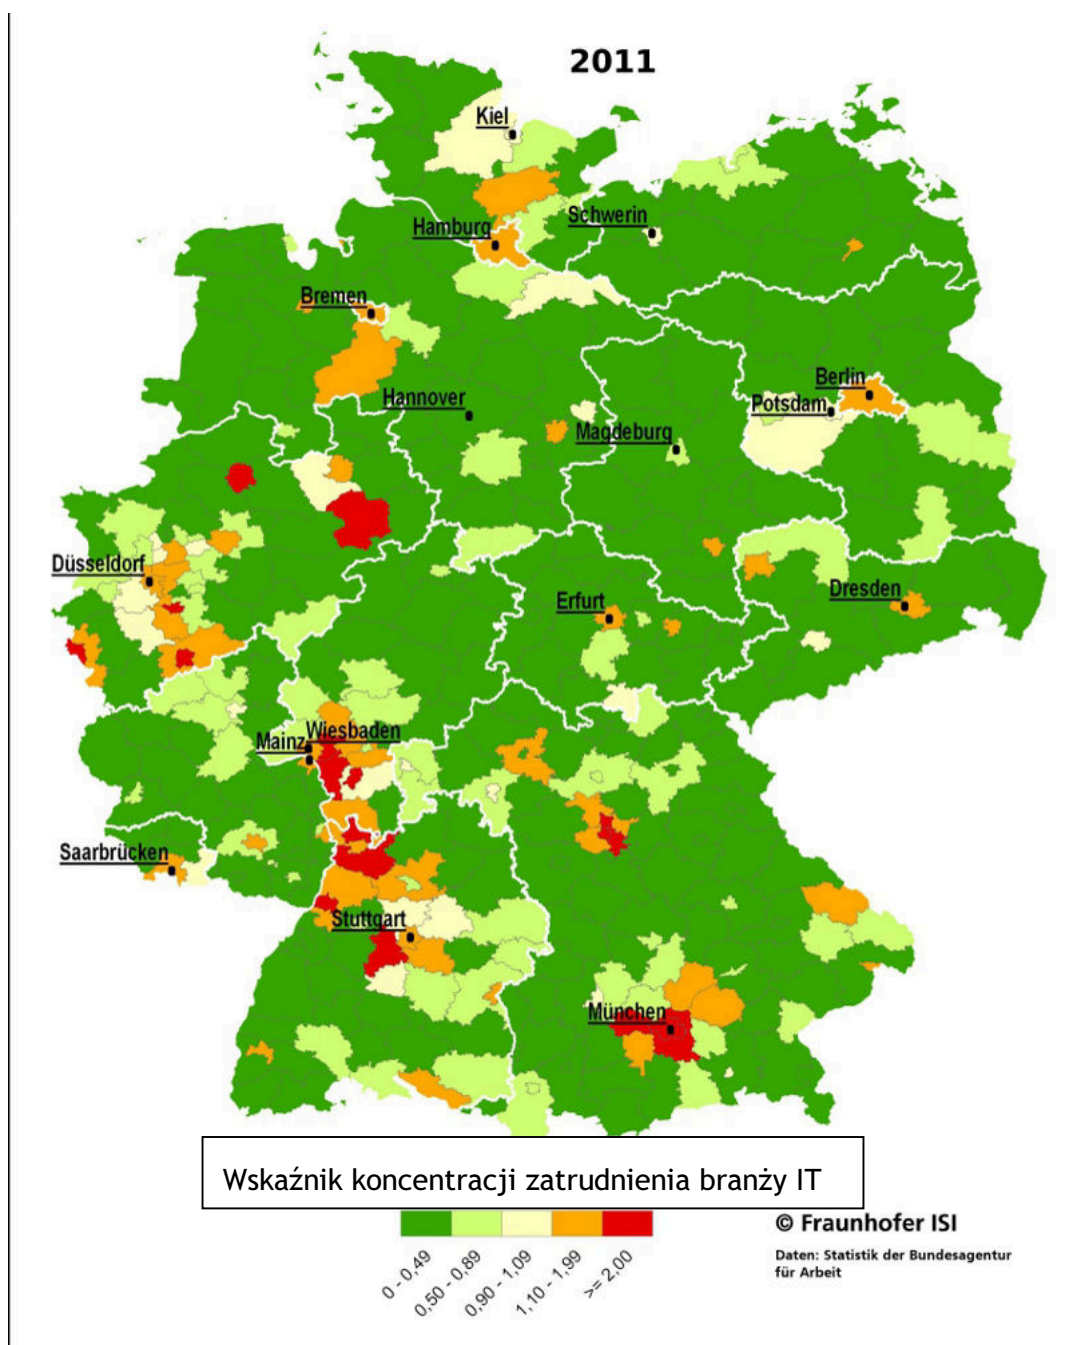 2011
Kiel
Hamburg
Schwerin
Bremen
Hannover
Berlin
Potsdam
Magdeburg
Düsseldorf
Erfurt
Dresden
Wiesbaden
Mainz
Saarbrücken
Stuttgart
München
Wskaźnik koncentracji zatrudnienia branży IT
0 - 0,49
0,50 - 0,89
0,90 - 1,09
1,10 - 1,99
>= 2,00
© Fraunhofer ISI
Daten: Statistik der Bundesagentur
für Arbeit